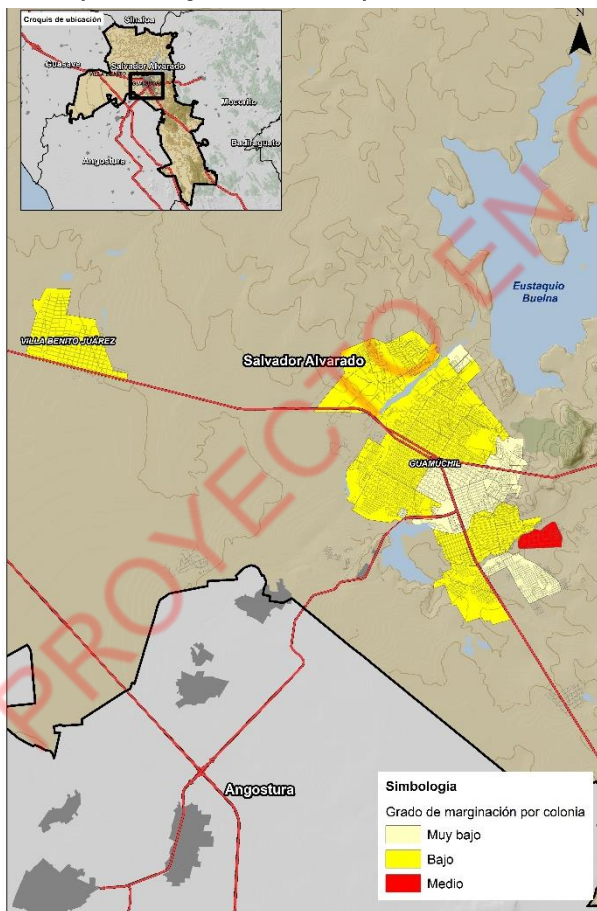 Croquis de ubicación
Sinaloa
Guasave
Salvador Alvarado
Mocorito
Badiraguato
Angostura
N
Eustaquio
Buelna
VILLA BENITO JUÁREZ
Salvador Alvarado
GUAMÚCHIL
PROYECTO EN C
Angostura
Simbología
Grado de marginación por colonia
Muy bajo
Bajo
Medio